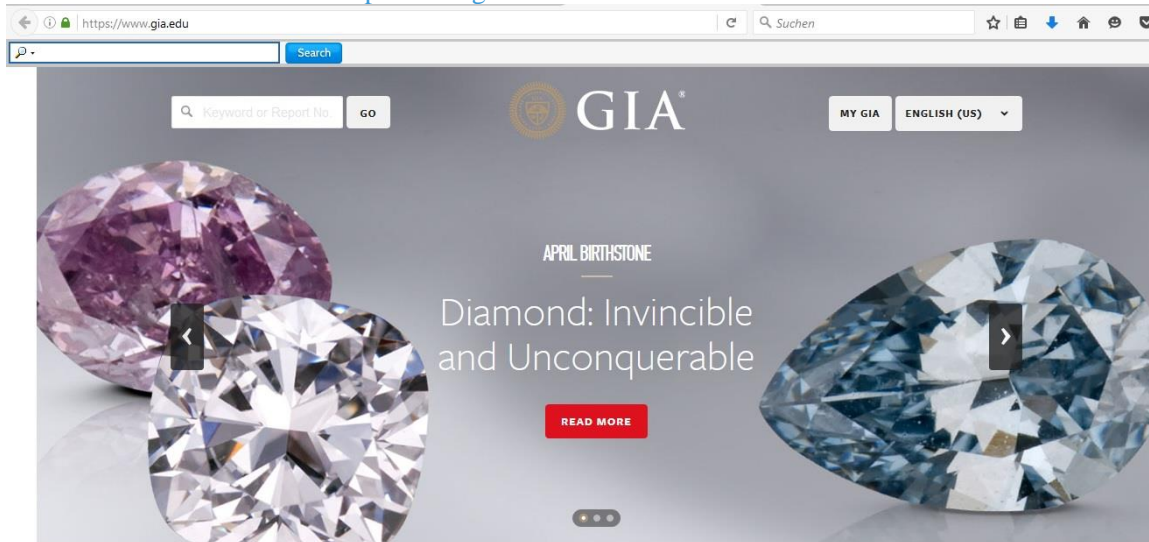 https://www.gia.edu
Suchen
Search
Keyword or Report No.
GO
GIA®
MY GIA
ENGLISH (US)
APRIL BIRTHSTONE
Diamond: Invincible
and Unconquerable
READ MORE